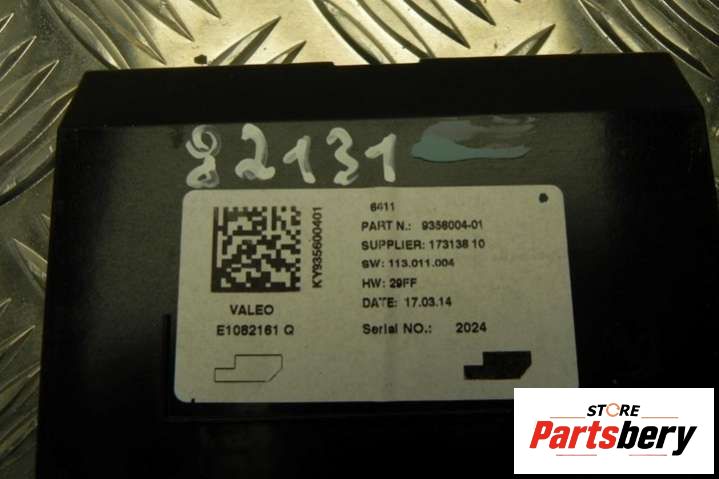 82131
KY935600401
VALEO
E1082161 Q
6411
PART N.: 9356004-01
SUPPLIER: 173138 10
SW: 113.011.004
HW: 29FF
DATE: 17.03.14
Serial NO.: 2024
STORE
Partsbery